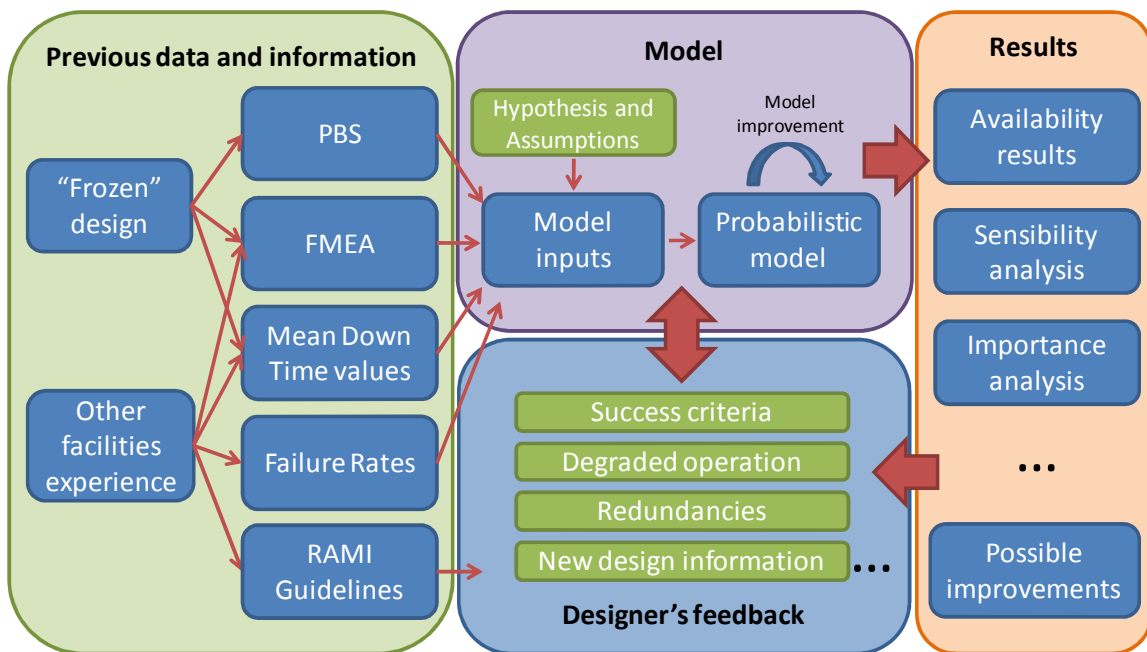 Previous data and information
"Frozen"
design
Other
facilities
experience
PBS
FMEA
Mean Down
Time values
Failure Rates
RAMI
Guidelines
Model
Hypothesis and
Assumptions
Model
improvement
Model
inputs
Probabilistic
model
Success criteria
Degraded operation
Redundancies
New design information
...
Designer's feedback
Results
Availability
results
Sensibility
analysis
Importance
analysis
...
Possible
improvements